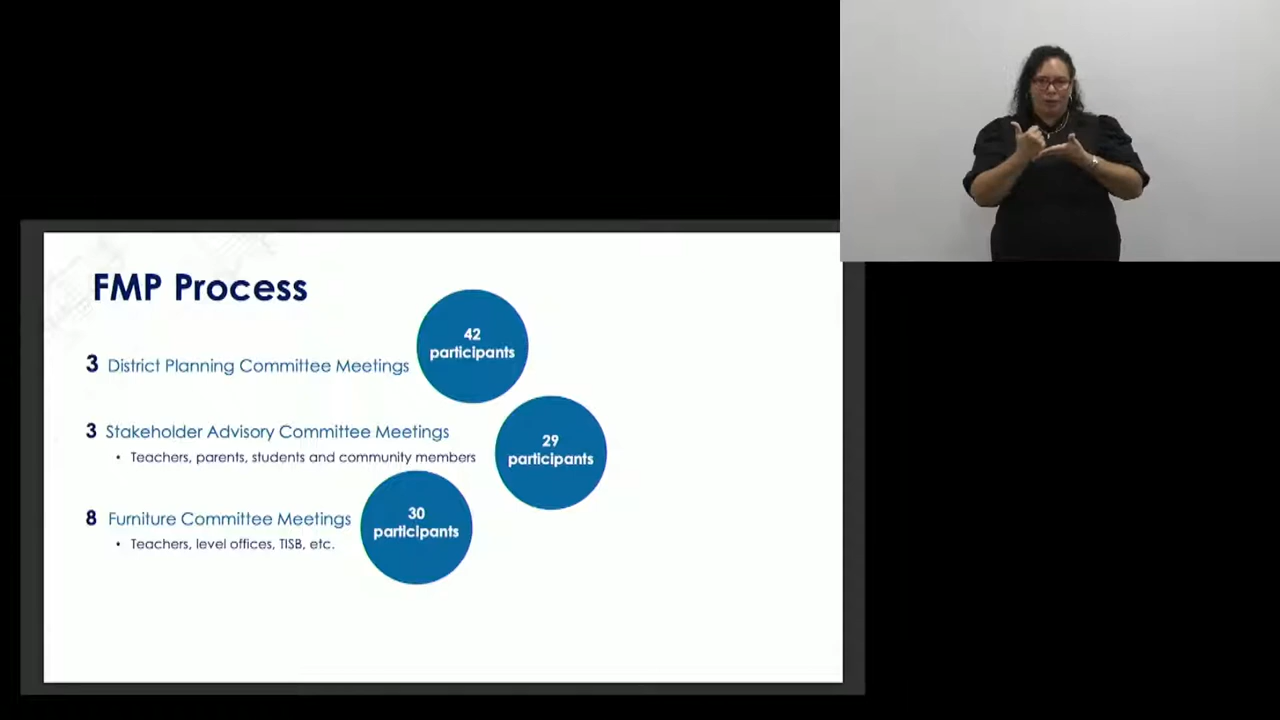 FMP Process
42
participants
3 District Planning Committee Meetings
3 Stakeholder Advisory Committee Meetings
• Teachers, parents, students and community members
29
participants
8 Furniture Committee Meetings
• Teachers, level offices, TISB, etc.
30
participants